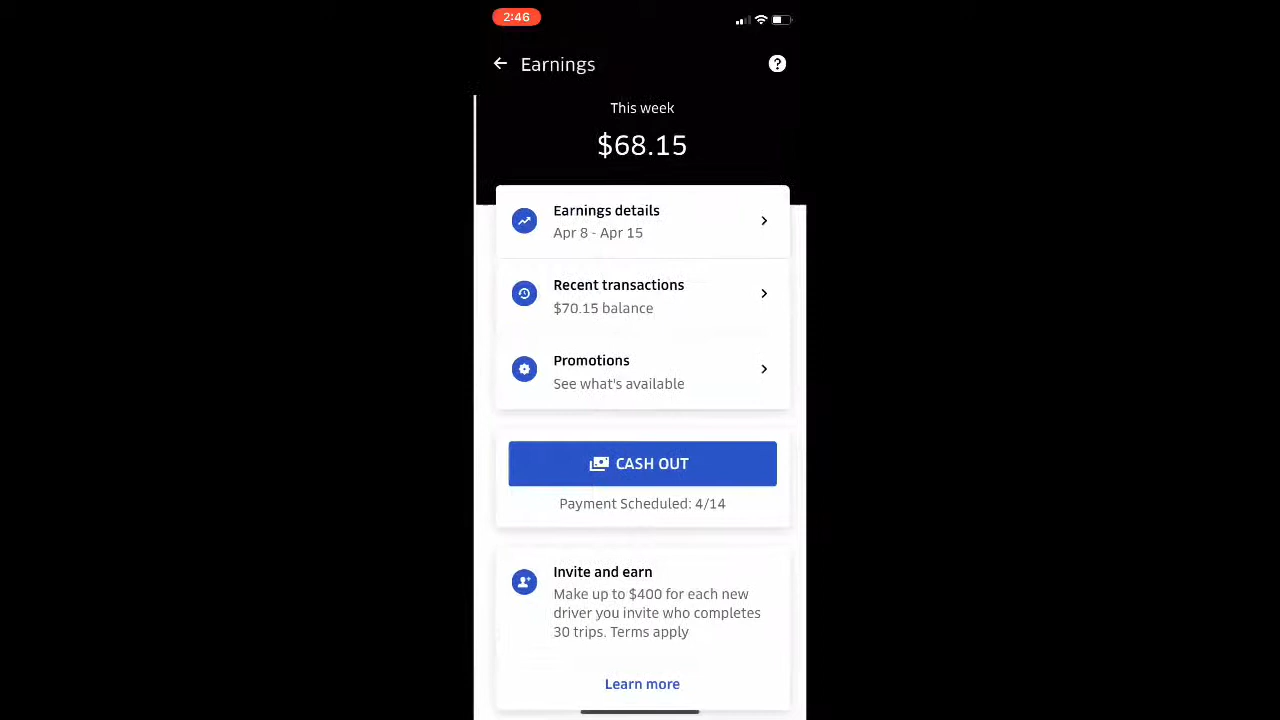 2:46
Earnings
This week
$68.15
Earnings details
Apr 8 - Apr 15
Recent transactions
$70.15 balance
Promotions
See what's available
CASH OUT
Payment Scheduled: 4/14
Invite and earn
Make up to $400 for each new
driver you invite who completes
30 trips. Terms apply
Learn more